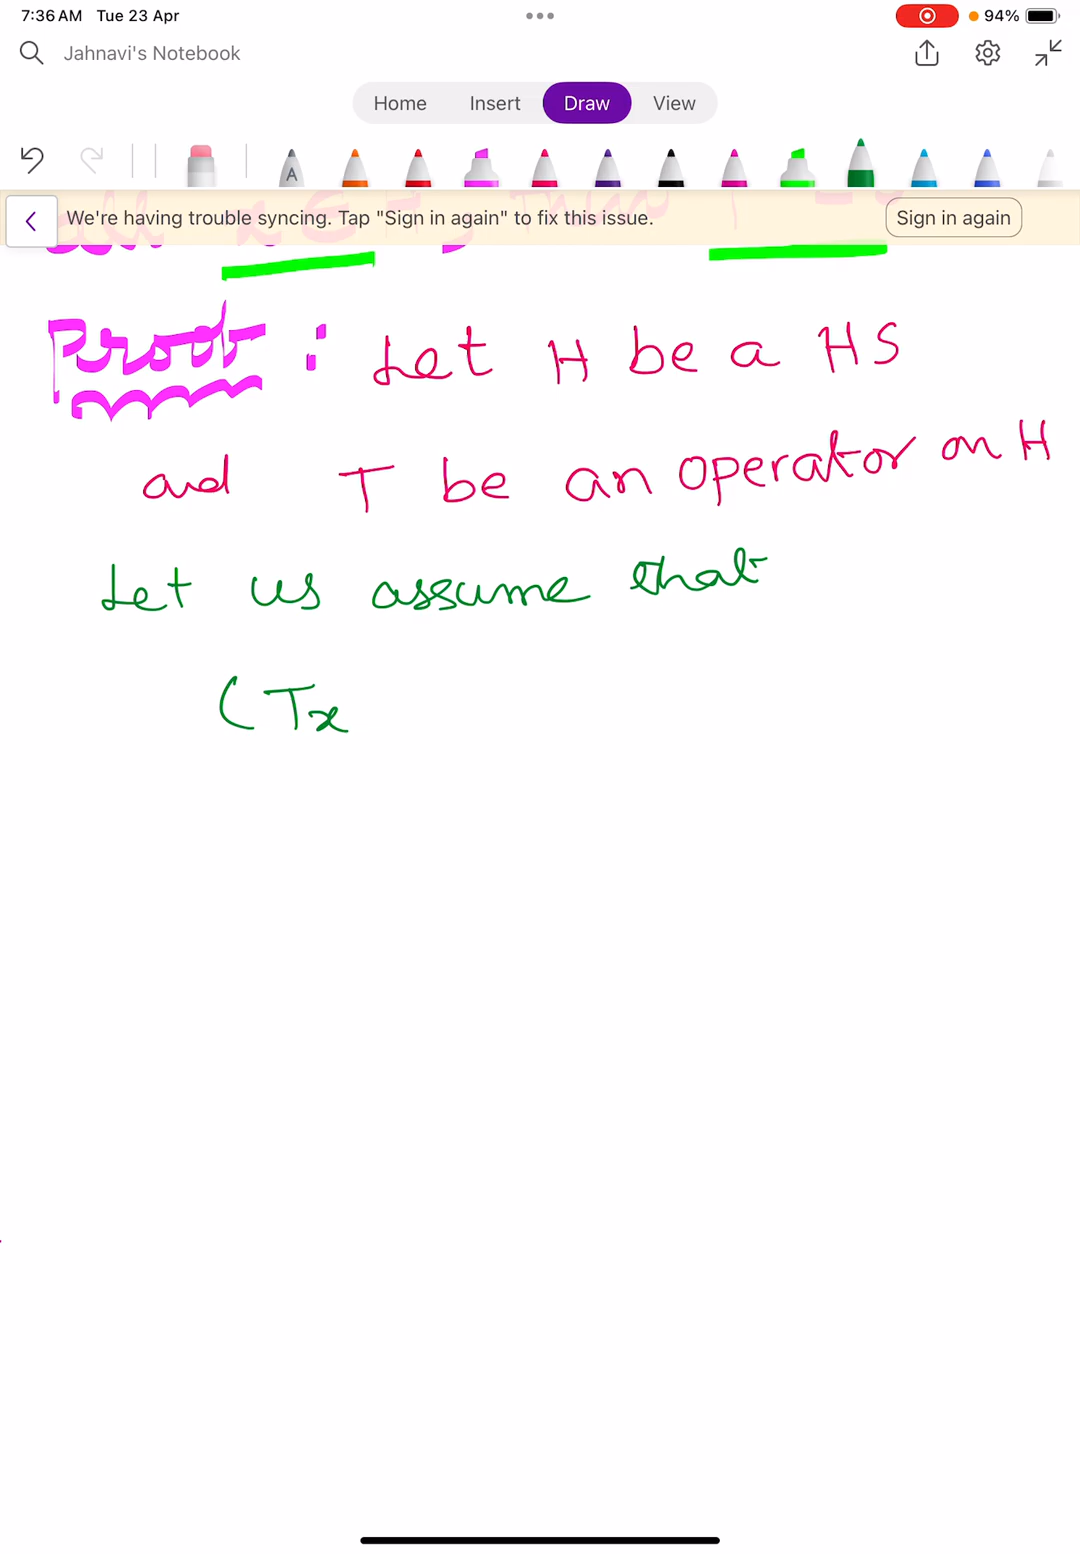 7:36 AM Tue 23 Apr
94%
Jahnavi's Notebook
Home Insert Draw View
A
We're having trouble syncing. Tap "Sign in again" to fix this issue.
Sign in again
Proof : Let H be a HS
and T be an operator on H
Let us assume that
(Tx